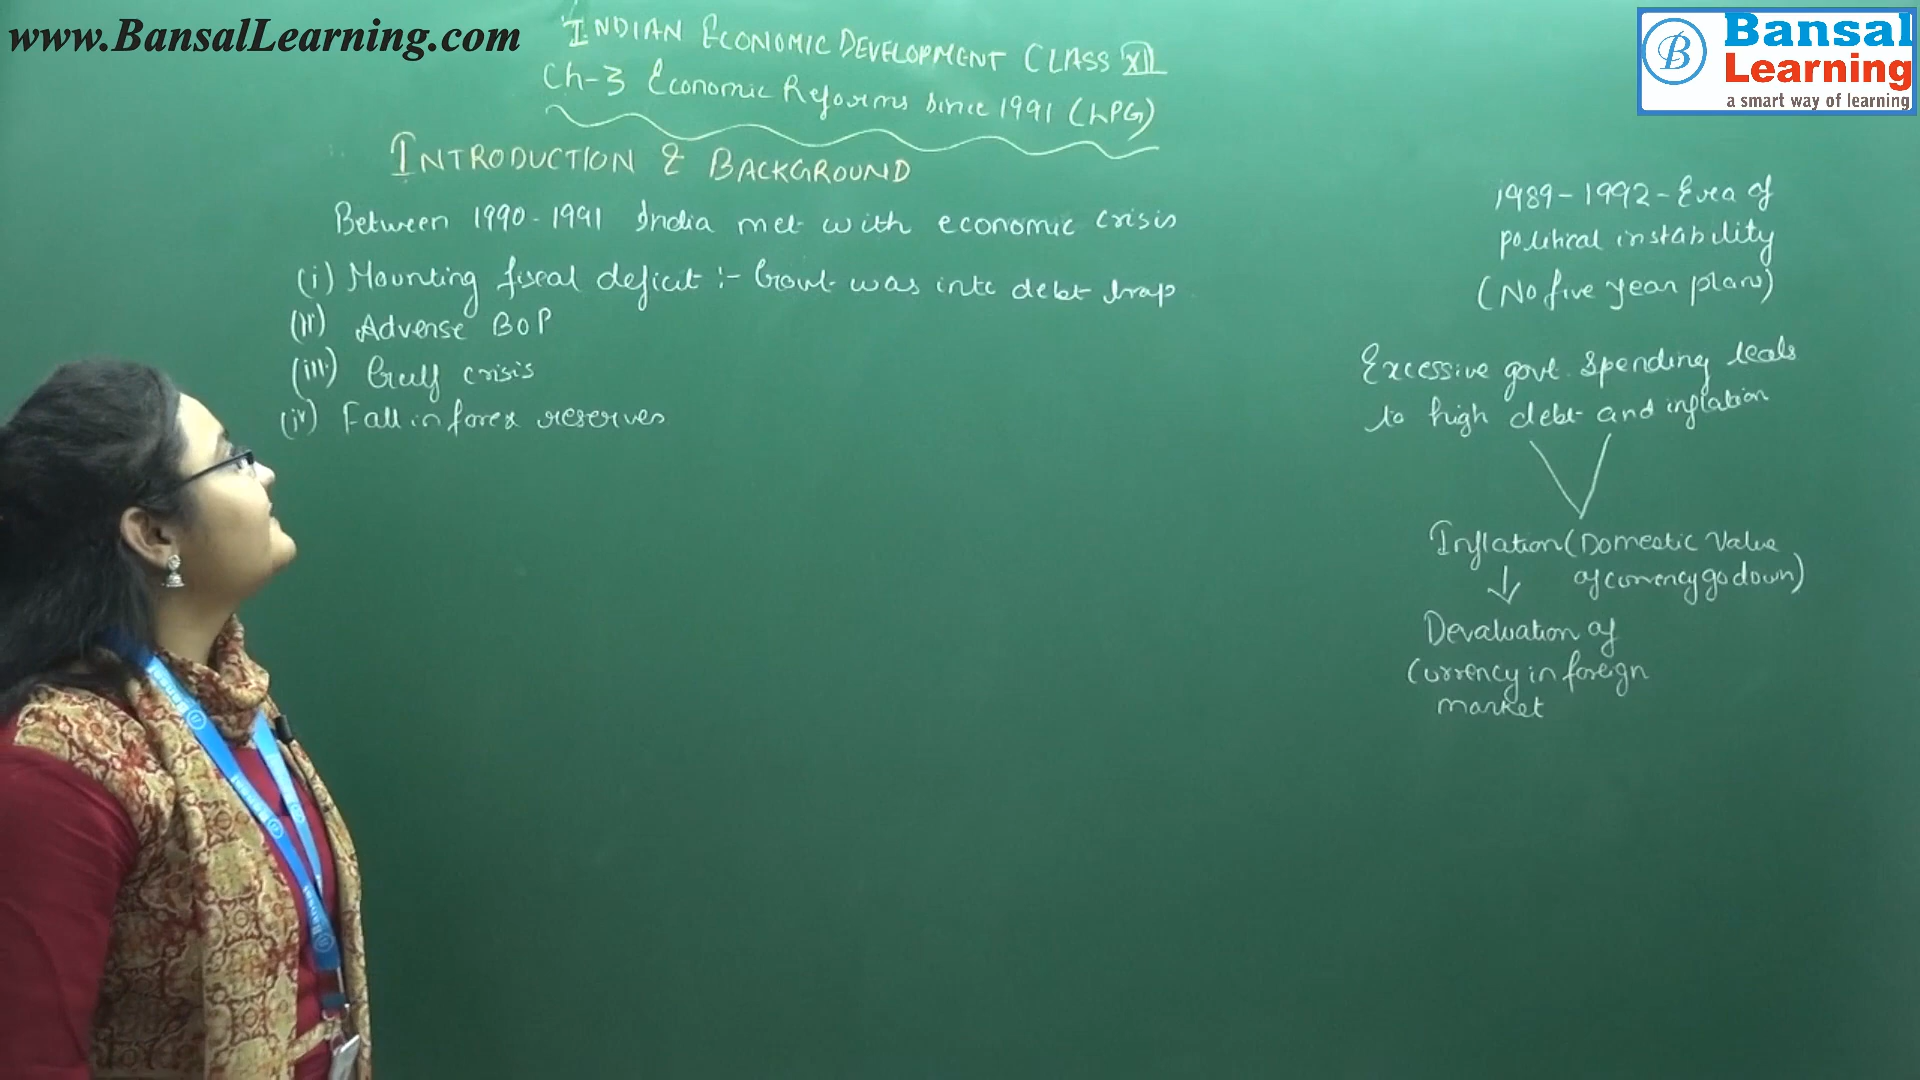 www.BansalLearning.com
Bansal
Learning
a smart way of learning
INDIAN ECONOMIC DEVELOPMENT CLASS XII
Ch-3 Economic Reforms since 1991 (LPG)
INTRODUCTION & BACKGROUND
Between 1990-1991 India met with economic crisis
(i) Mounting fiscal deficit :- Govt was into debt trap
(ii) Adverse BOP
(iii) Gulf crisis
(iv) Fall in forex reserves
1989-1992 - Era of
political instability
(No five year plans)
Excessive govt. spending leads
to high debt and inflation
Inflation (Domestic Value
of currency go down)
Devaluation of
Currency in foreign
market